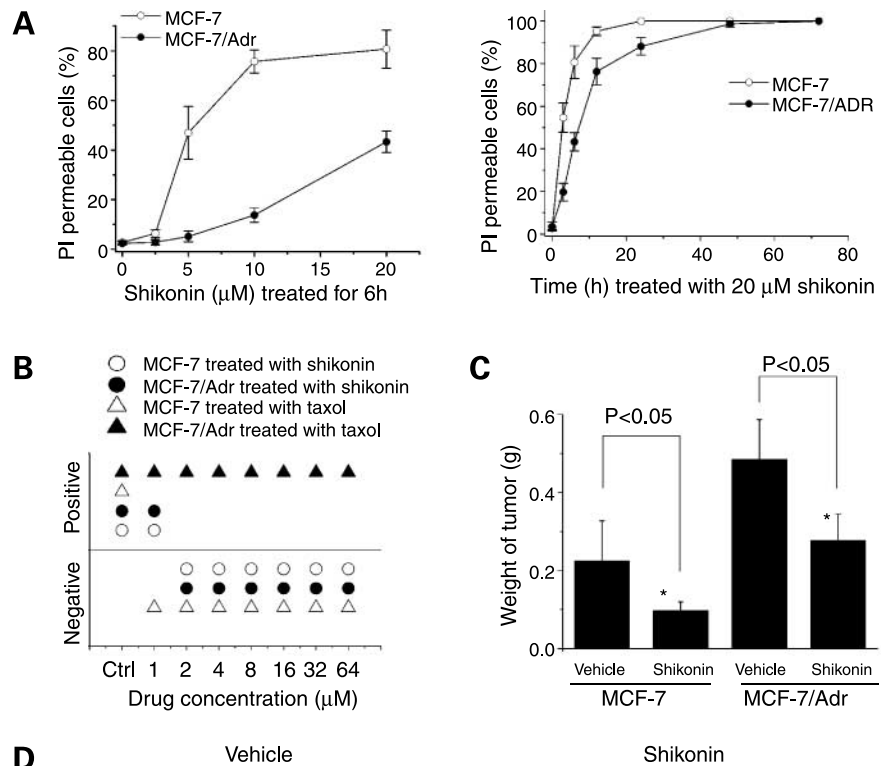 A
MCF-7
MCF-7/Adr
PI permeable cells (%)
80
60
40
20
0
0 5 10 15 20
Shikonin (μM) treated for 6h
PI permeable cells (%)
100
80
60
40
20
0
MCF-7
MCF-7/ADR
0 20 40 60 80
Time (h) treated with 20 μM shikonin
B
MCF-7 treated with shikonin
MCF-7/Adr treated with shikonin
MCF-7 treated with taxol
MCF-7/Adr treated with taxol
Positive
Negative
Ctrl 1 2 4 8 16 32 64
Drug concentration (μM)
C
P<0.05
P<0.05
Weight of tumor (g)
0.6
0.4
0.2
0.0
*
*
Vehicle Shikonin Vehicle Shikonin
MCF-7 MCF-7/Adr
D Vehicle Shikonin